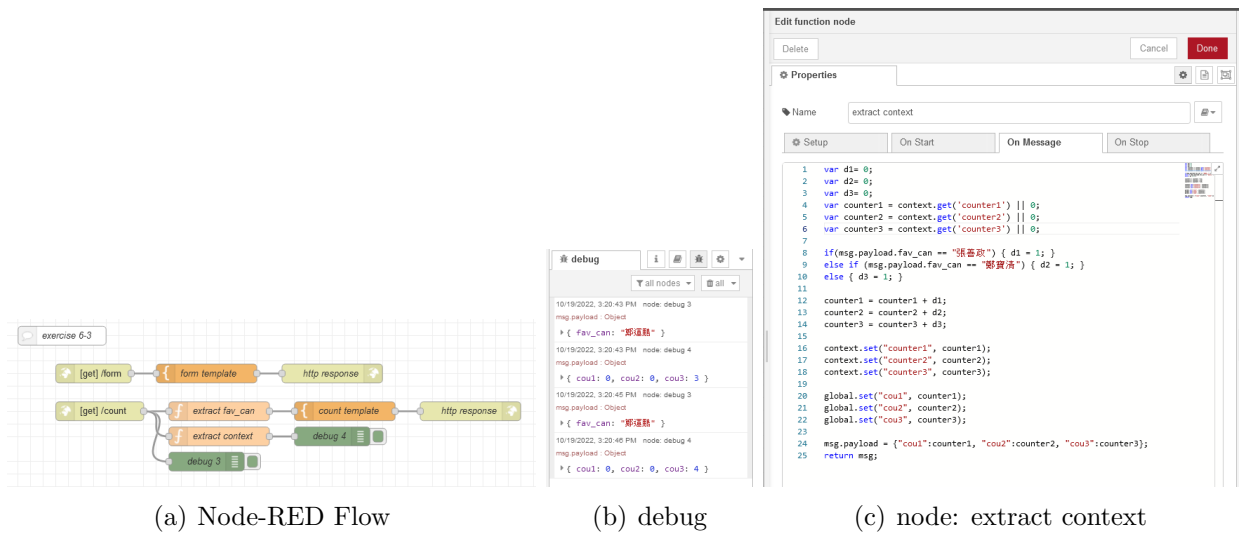 exercise 6-3
[get] /form
form template
http response
[get] /count
extract fav_can
count template
http response
extract context
debug 4
debug 3
(a) Node-RED Flow
debug
all nodes
all
10/19/2022, 3:20:43 PM node: debug 3
msg.payload : Object
{ fav_can: "鄭運鵬" }
10/19/2022, 3:20:43 PM node: debug 4
msg.payload : Object
{ cou1: 0, cou2: 0, cou3: 3 }
10/19/2022, 3:20:45 PM node: debug 3
msg.payload : Object
{ fav_can: "鄭運鵬" }
10/19/2022, 3:20:46 PM node: debug 4
msg.payload : Object
{ cou1: 0, cou2: 0, cou3: 4 }
(b) debug
Edit function node
Delete
Cancel
Done
Properties
Name
extract context
Setup
On Start
On Message
On Stop
1 var d1= 0;
2 var d2= 0;
3 var d3= 0;
4 var counter1 = context.get('counter1') || 0;
5 var counter2 = context.get('counter2') || 0;
6 var counter3 = context.get('counter3') || 0;
7
8 if(msg.payload.fav_can == "張善政") { d1 = 1; }
9 else if (msg.payload.fav_can == "鄭寶清") { d2 = 1; }
10 else { d3 = 1; }
11
12 counter1 = counter1 + d1;
13 counter2 = counter2 + d2;
14 counter3 = counter3 + d3;
15
16 context.set("counter1", counter1);
17 context.set("counter2", counter2);
18 context.set("counter3", counter3);
19
20 global.set("cou1", counter1);
21 global.set("cou2", counter2);
22 global.set("cou3", counter3);
23
24 msg.payload = {"cou1":counter1, "cou2":counter2, "cou3":counter3};
25 return msg;
(c) node: extract context